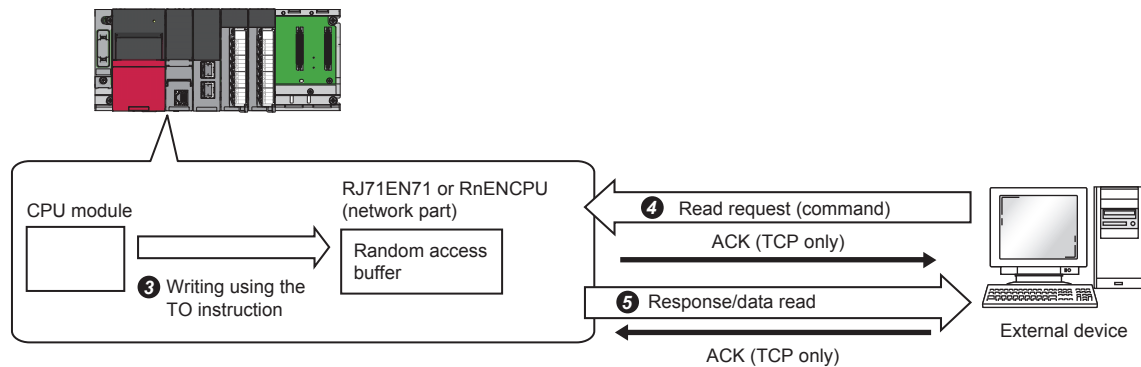 RJ71EN71 or RnENCPU
(network part)
CPU module
Random access
buffer
3 Writing using the
TO instruction
4 Read request (command)
ACK (TCP only)
5 Response/data read
ACK (TCP only)
External device